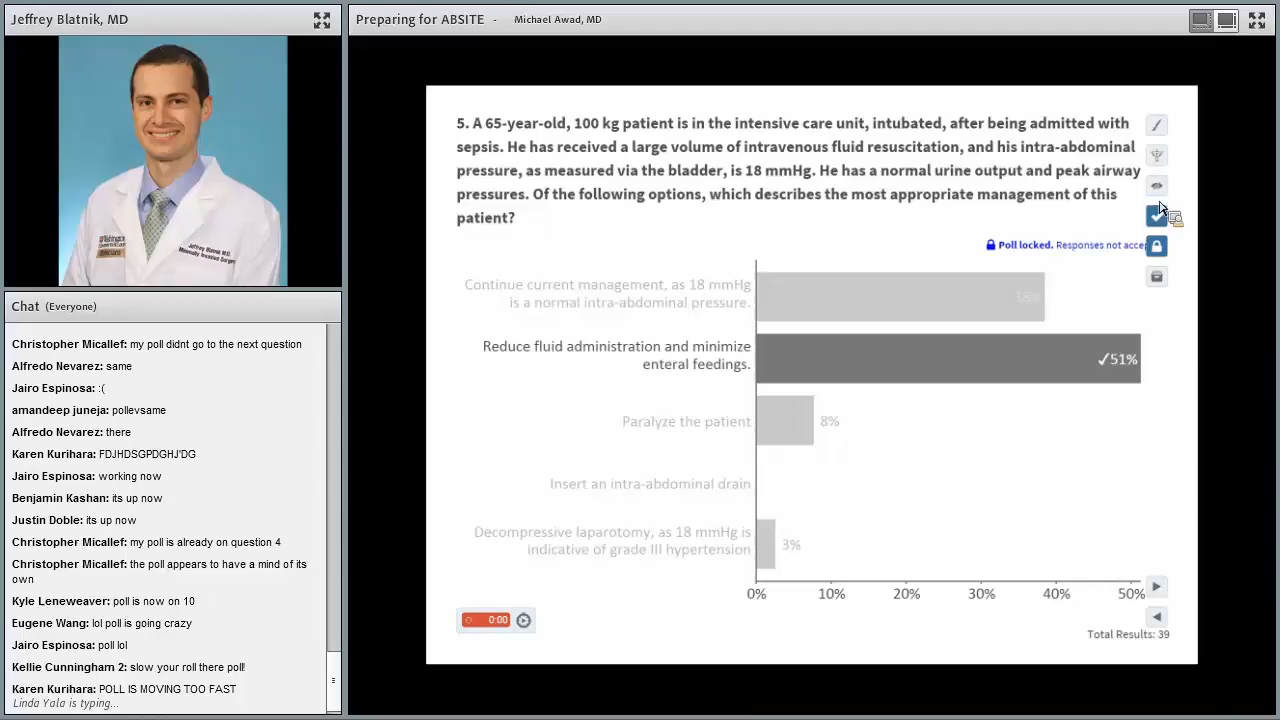 Jeffrey Blatnik, MD
Preparing for ABSITE - Michael Awad, MD
5. A 65-year-old, 100 kg patient is in the intensive care unit, intubated, after being admitted with
sepsis. He has received a large volume of intravenous fluid resuscitation, and his intra-abdominal
pressure, as measured via the bladder, is 18 mmHg. He has a normal urine output and peak airway
pressures. Of the following options, which describes the most appropriate management of this
patient?
Poll locked. Responses not accep
Continue current management, as 18 mmHg
is a normal intra-abdominal pressure.
38%
Reduce fluid administration and minimize
enteral feedings.
✓51%
Paralyze the patient
8%
Insert an intra-abdominal drain
Decompressive laparotomy, as 18 mmHg is
indicative of grade III hypertension
3%
0% 10% 20% 30% 40% 50%
0:00
Total Results: 39
Jeffrey Blatnik M.D.
Minimally Invasive Surgery
Chat (Everyone)
Christopher Micallef: my poll didnt go to the next question
Alfredo Nevarez: same
Jairo Espinosa: :(
amandeep juneja: pollevsame
Alfredo Nevarez: there
Karen Kurihara: FDJHDSGPDGHJ'DG
Jairo Espinosa: working now
Benjamin Kashan: its up now
Justin Doble: its up now
Christopher Micallef: my poll is already on question 4
Christopher Micallef: the poll appears to have a mind of its
own
Kyle Leneweaver: poll is now on 10
Eugene Wang: lol poll is going crazy
Jairo Espinosa: poll lol
Kellie Cunningham 2: slow your roll there poll!
Karen Kurihara: POLL IS MOVING TOO FAST
Linda Yala is typing...